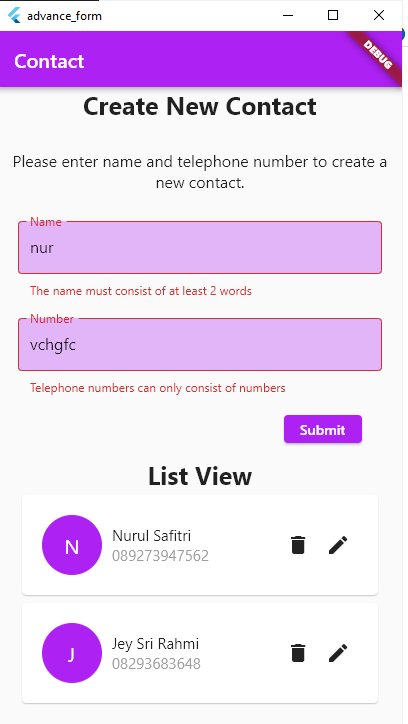 advance_form
Contact
DEBUG
Create New Contact
Please enter name and telephone number to create a
new contact.
Name
nur
The name must consist of at least 2 words
Number
vchgfc
Telephone numbers can only consist of numbers
Submit
List View
N
Nurul Safitri
089273947562
J
Jey Sri Rahmi
08293683648